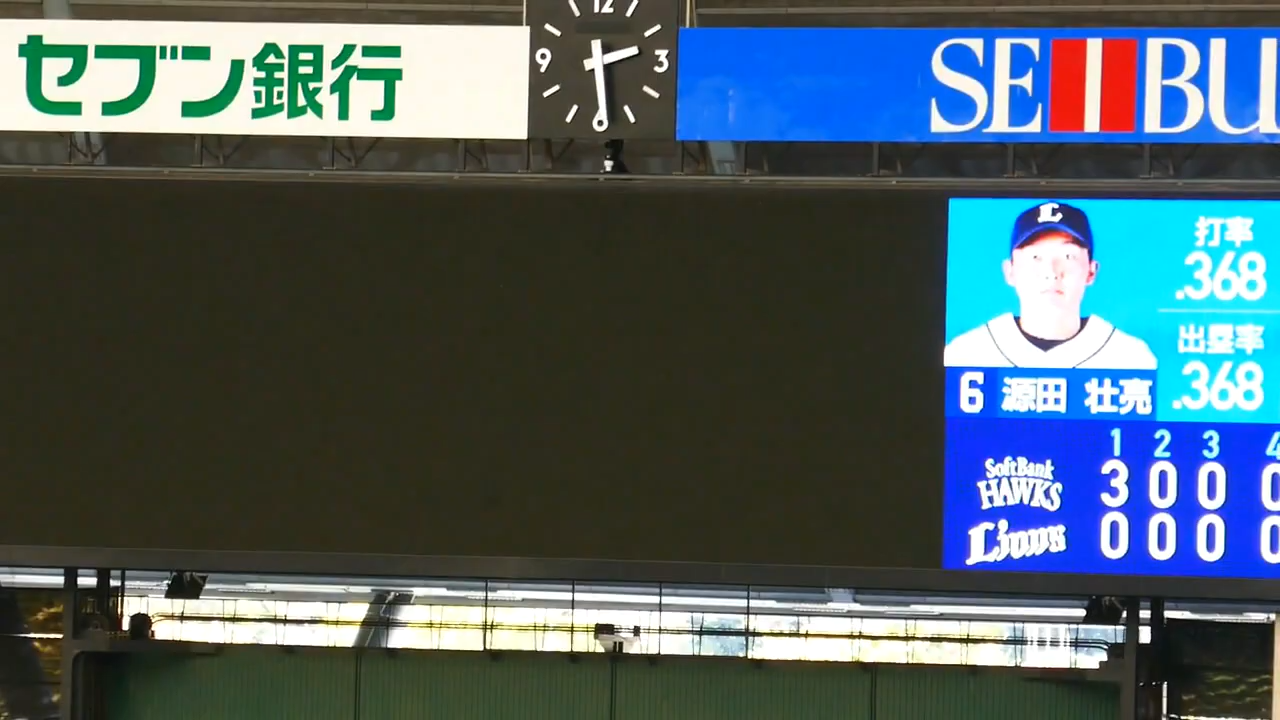 セブン銀行
12
9
3
SEIBU
L
打率
.368
出塁率
.368
6 源田 壮亮
1 2 3 4
SoftBank HAWKS 3 0 0 0
Lions 0 0 0 0